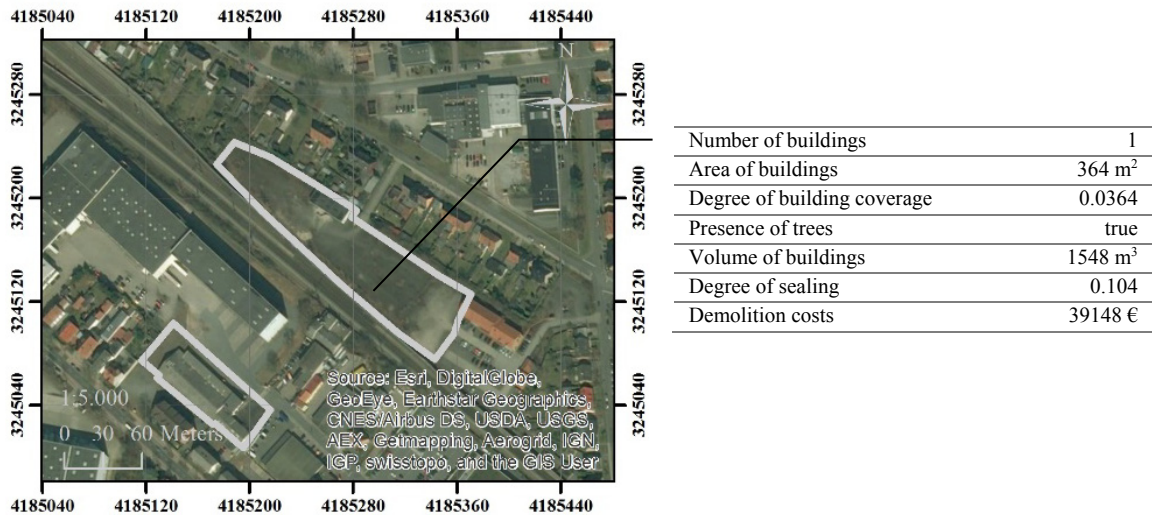 4185040 4185120 4185200 4185280 4185360 4185440
N
3245280 3245280
3245200 3245200
3245120 3245120
3245040 3245040
1:5.000
0 30 60 Meters
Source: Esri, DigitalGlobe,
GeoEye, Earthstar Geographics,
CNES/Airbus DS, USDA, USGS,
AEX, Getmapping, Aerogrid, IGN,
IGP, swisstopo, and the GIS User
4185040 4185120 4185200 4185280 4185360 4185440
Number of buildings 1
Area of buildings 364 m²
Degree of building coverage 0.0364
Presence of trees true
Volume of buildings 1548 m³
Degree of sealing 0.104
Demolition costs 39148 €